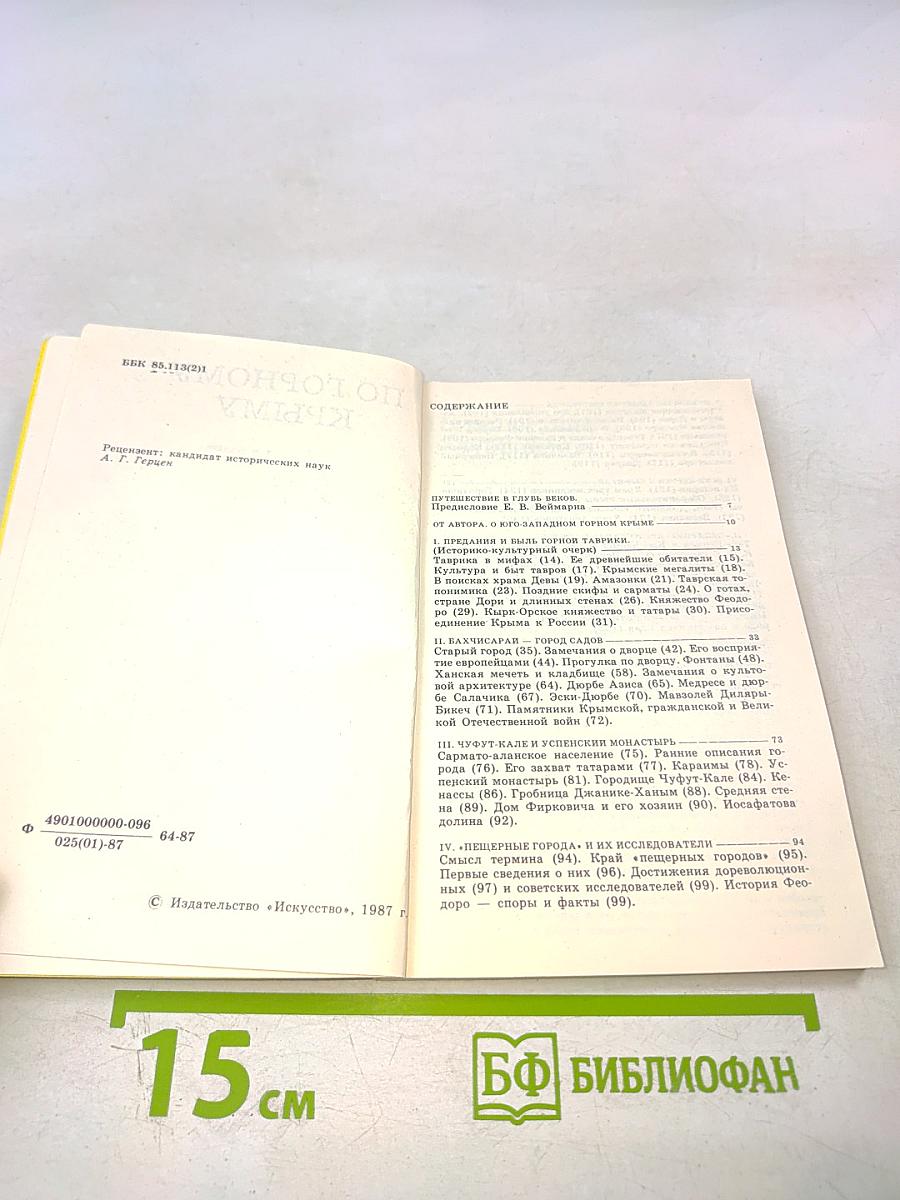 ББК 85.113(2)1
ПО ГОРНОМУ
КРЫМУ
Рецензент: кандидат исторических наук
А. Г. Герцен
Ф 4901000000-096
025(01)-87
64-87
© Издательство «Искусство», 1987 г.
СОДЕРЖАНИЕ
ПУТЕШЕСТВИЕ В ГЛУБЬ ВЕКОВ.
Предисловие Е. В. Веймарна 7
ОТ АВТОРА. О ЮГО-ЗАПАДНОМ ГОРНОМ КРЫМЕ 10
I. ПРЕДАНИЯ И БЫЛЬ ГОРНОЙ ТАВРИКИ.
(Историко-культурный очерк) 13
Таврика в мифах (14). Ее древнейшие обитатели (15).
Культура и быт тавров (17). Крымские мегалиты (18).
В поисках храма Девы (19). Амазонки (21). Таврская то-
понимика (23). Поздние скифы и сарматы (24). О готах,
стране Дори и длинных стенах (26). Княжество Феодо-
ро (29). Кырк-Орское княжество и татары (30). Присо-
единение Крыма к России (31).
II. БАХЧИСАРАЙ — ГОРОД САДОВ 33
Старый город (35). Замечания о дворце (42). Его восприя-
тие европейцами (44). Прогулка по дворцу. Фонтаны (48).
Ханская мечеть и кладбище (58). Замечания о культо-
вой архитектуре (64). Дюрбе Азиса (65). Медресе и дюр-
бе Салачика (67). Эски-Дюрбе (70). Мавзолей Диляры-
Бикеч (71). Памятники Крымской, гражданской и Вели-
кой Отечественной войн (72).
III. ЧУФУТ-КАЛЕ И УСПЕНСКИЙ МОНАСТЫРЬ 73
Сармато-аланское население (75). Ранние описания го-
рода (76). Его захват татарами (77). Караимы (78). Ус-
пенский монастырь (81). Городище Чуфут-Кале (84). Ке-
нассы (86). Гробница Джанике-Ханым (88). Средняя сте-
на (89). Дом Фирковича и его хозяин (90). Иосафатова
долина (92).
IV. «ПЕЩЕРНЫЕ ГОРОДА» И ИХ ИССЛЕДОВАТЕЛИ 94
Смысл термина (94). Край «пещерных городов» (95).
Первые сведения о них (96). Достижения дореволюцион-
ных (97) и советских исследователей (99). История Фео-
доро — споры и факты (99).
15 см
БФ БИБЛИОФАН